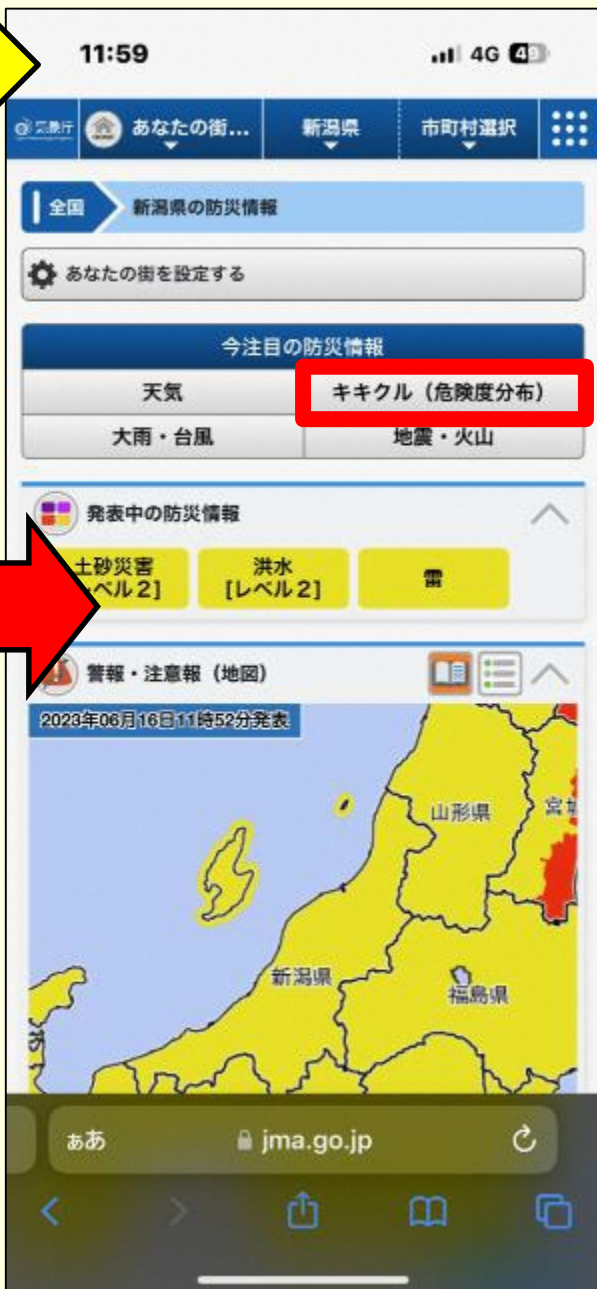 11:59
4G 49
気象庁 あなたの街... 新潟県 市町村選択
全国 新潟県の防災情報
あなたの街を設定する
今注目の防災情報
天気 キキクル（危険度分布）
大雨・台風 地震・火山
発表中の防災情報
土砂災害 洪水 雷
ベル２] [レベル２]
警報・注意報（地図）
2023年06月16日11時52分発表
山形県 宮城
新潟県
福島県
ぁあ jma.go.jp